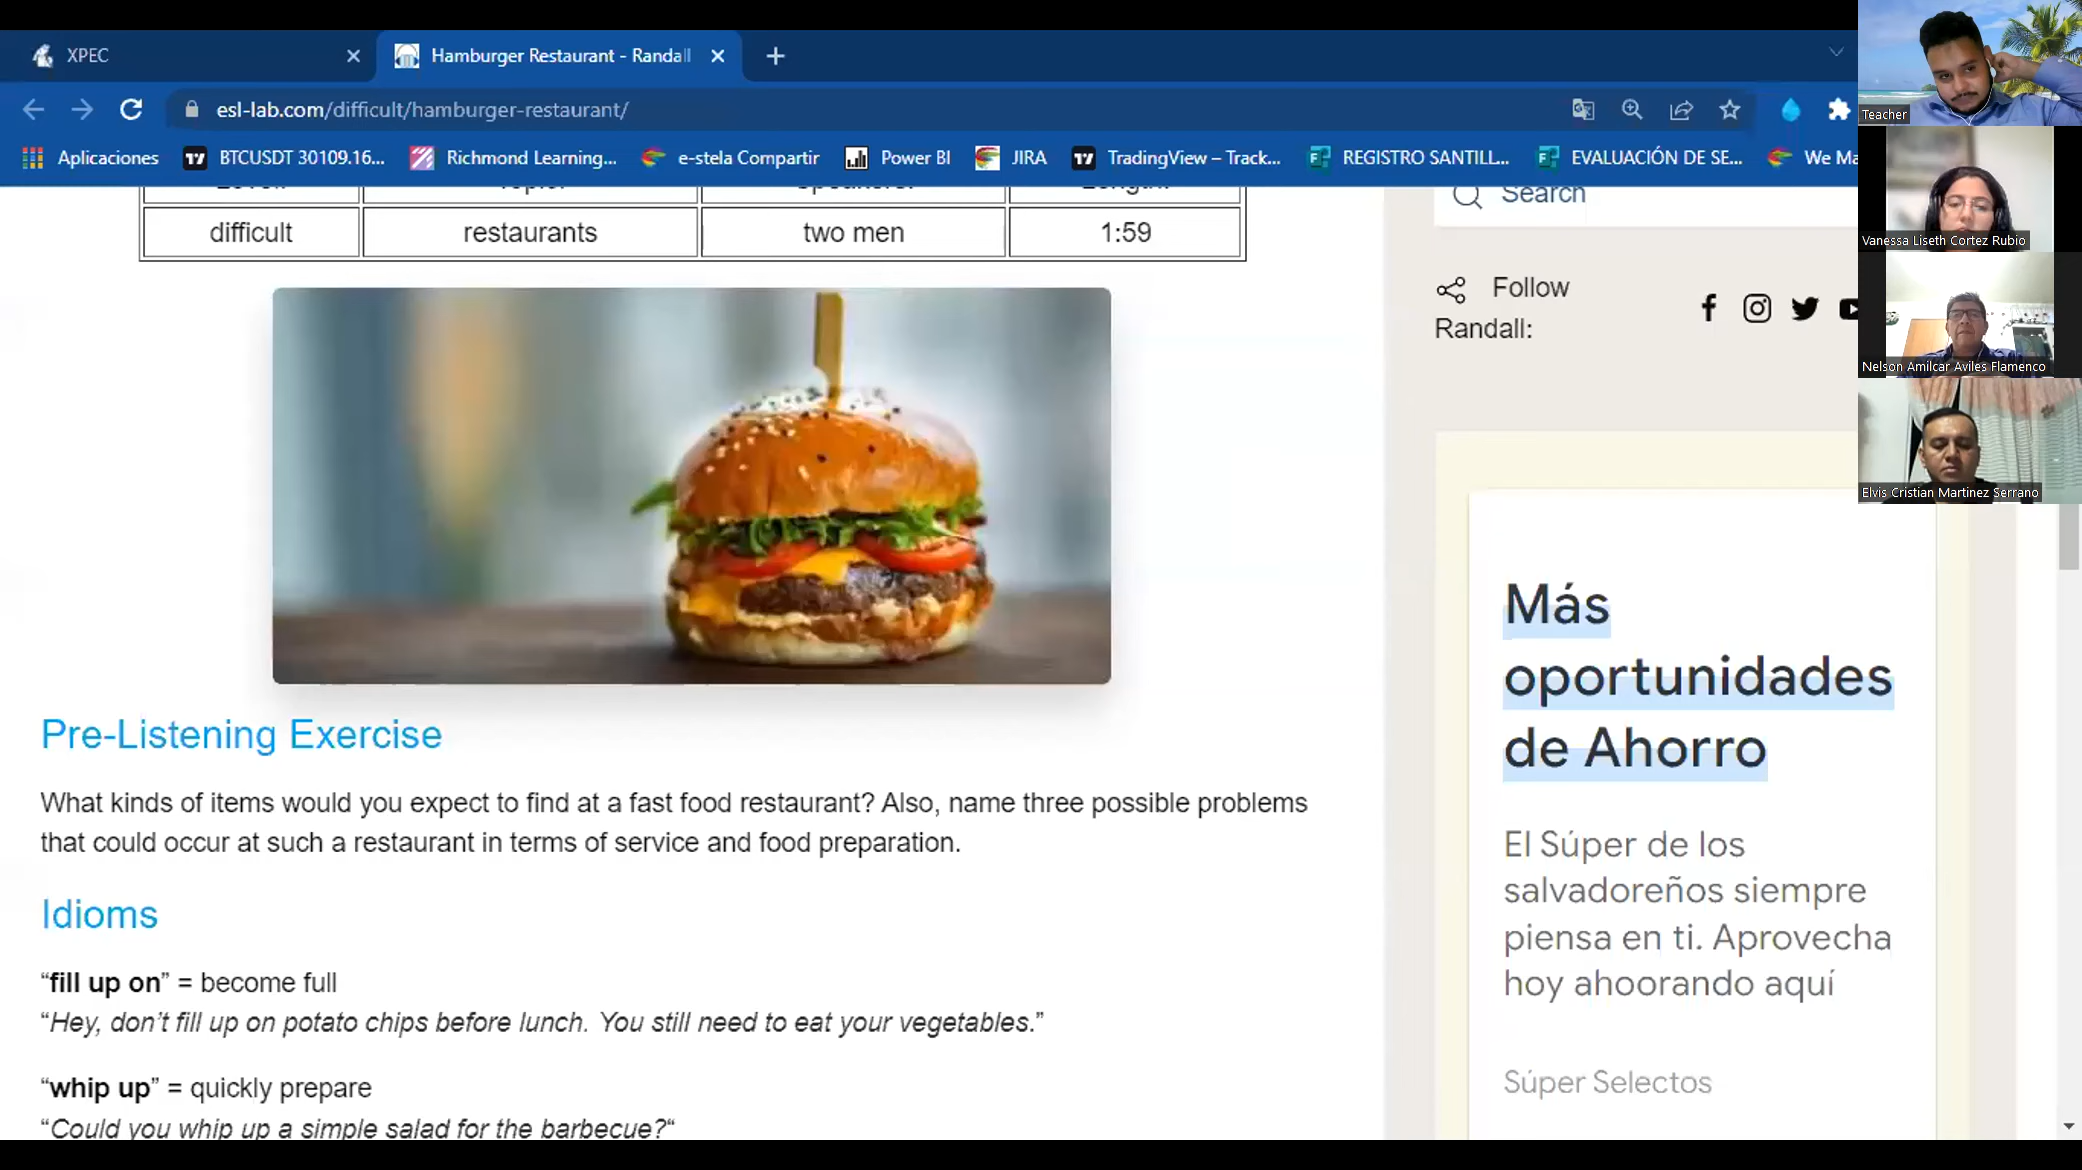 XPEC
Hamburger Restaurant - Randall
esl-lab.com/difficult/hamburger-restaurant/
Aplicaciones
BTCUSDT 30109.16...
Richmond Learning...
e-stela Compartir
Power BI
JIRA
TradingView – Track...
REGISTRO SANTILL...
EVALUACIÓN DE SE...
We Ma
Teacher
Vanessa Liseth Cortez Rubio
Nelson Amilcar Aviles Flamenco
Elvis Cristian Martinez Serrano
difficult restaurants two men 1:59
Search
Follow
Randall:
Pre-Listening Exercise
What kinds of items would you expect to find at a fast food restaurant? Also, name three possible problems
that could occur at such a restaurant in terms of service and food preparation.
Idioms
“fill up on” = become full
“Hey, don’t fill up on potato chips before lunch. You still need to eat your vegetables.”
“whip up” = quickly prepare
“Could you whip up a simple salad for the barbecue?“
Más
oportunidades
de Ahorro
El Súper de los
salvadoreños siempre
piensa en ti. Aprovecha
hoy ahoorando aquí
Súper Selectos